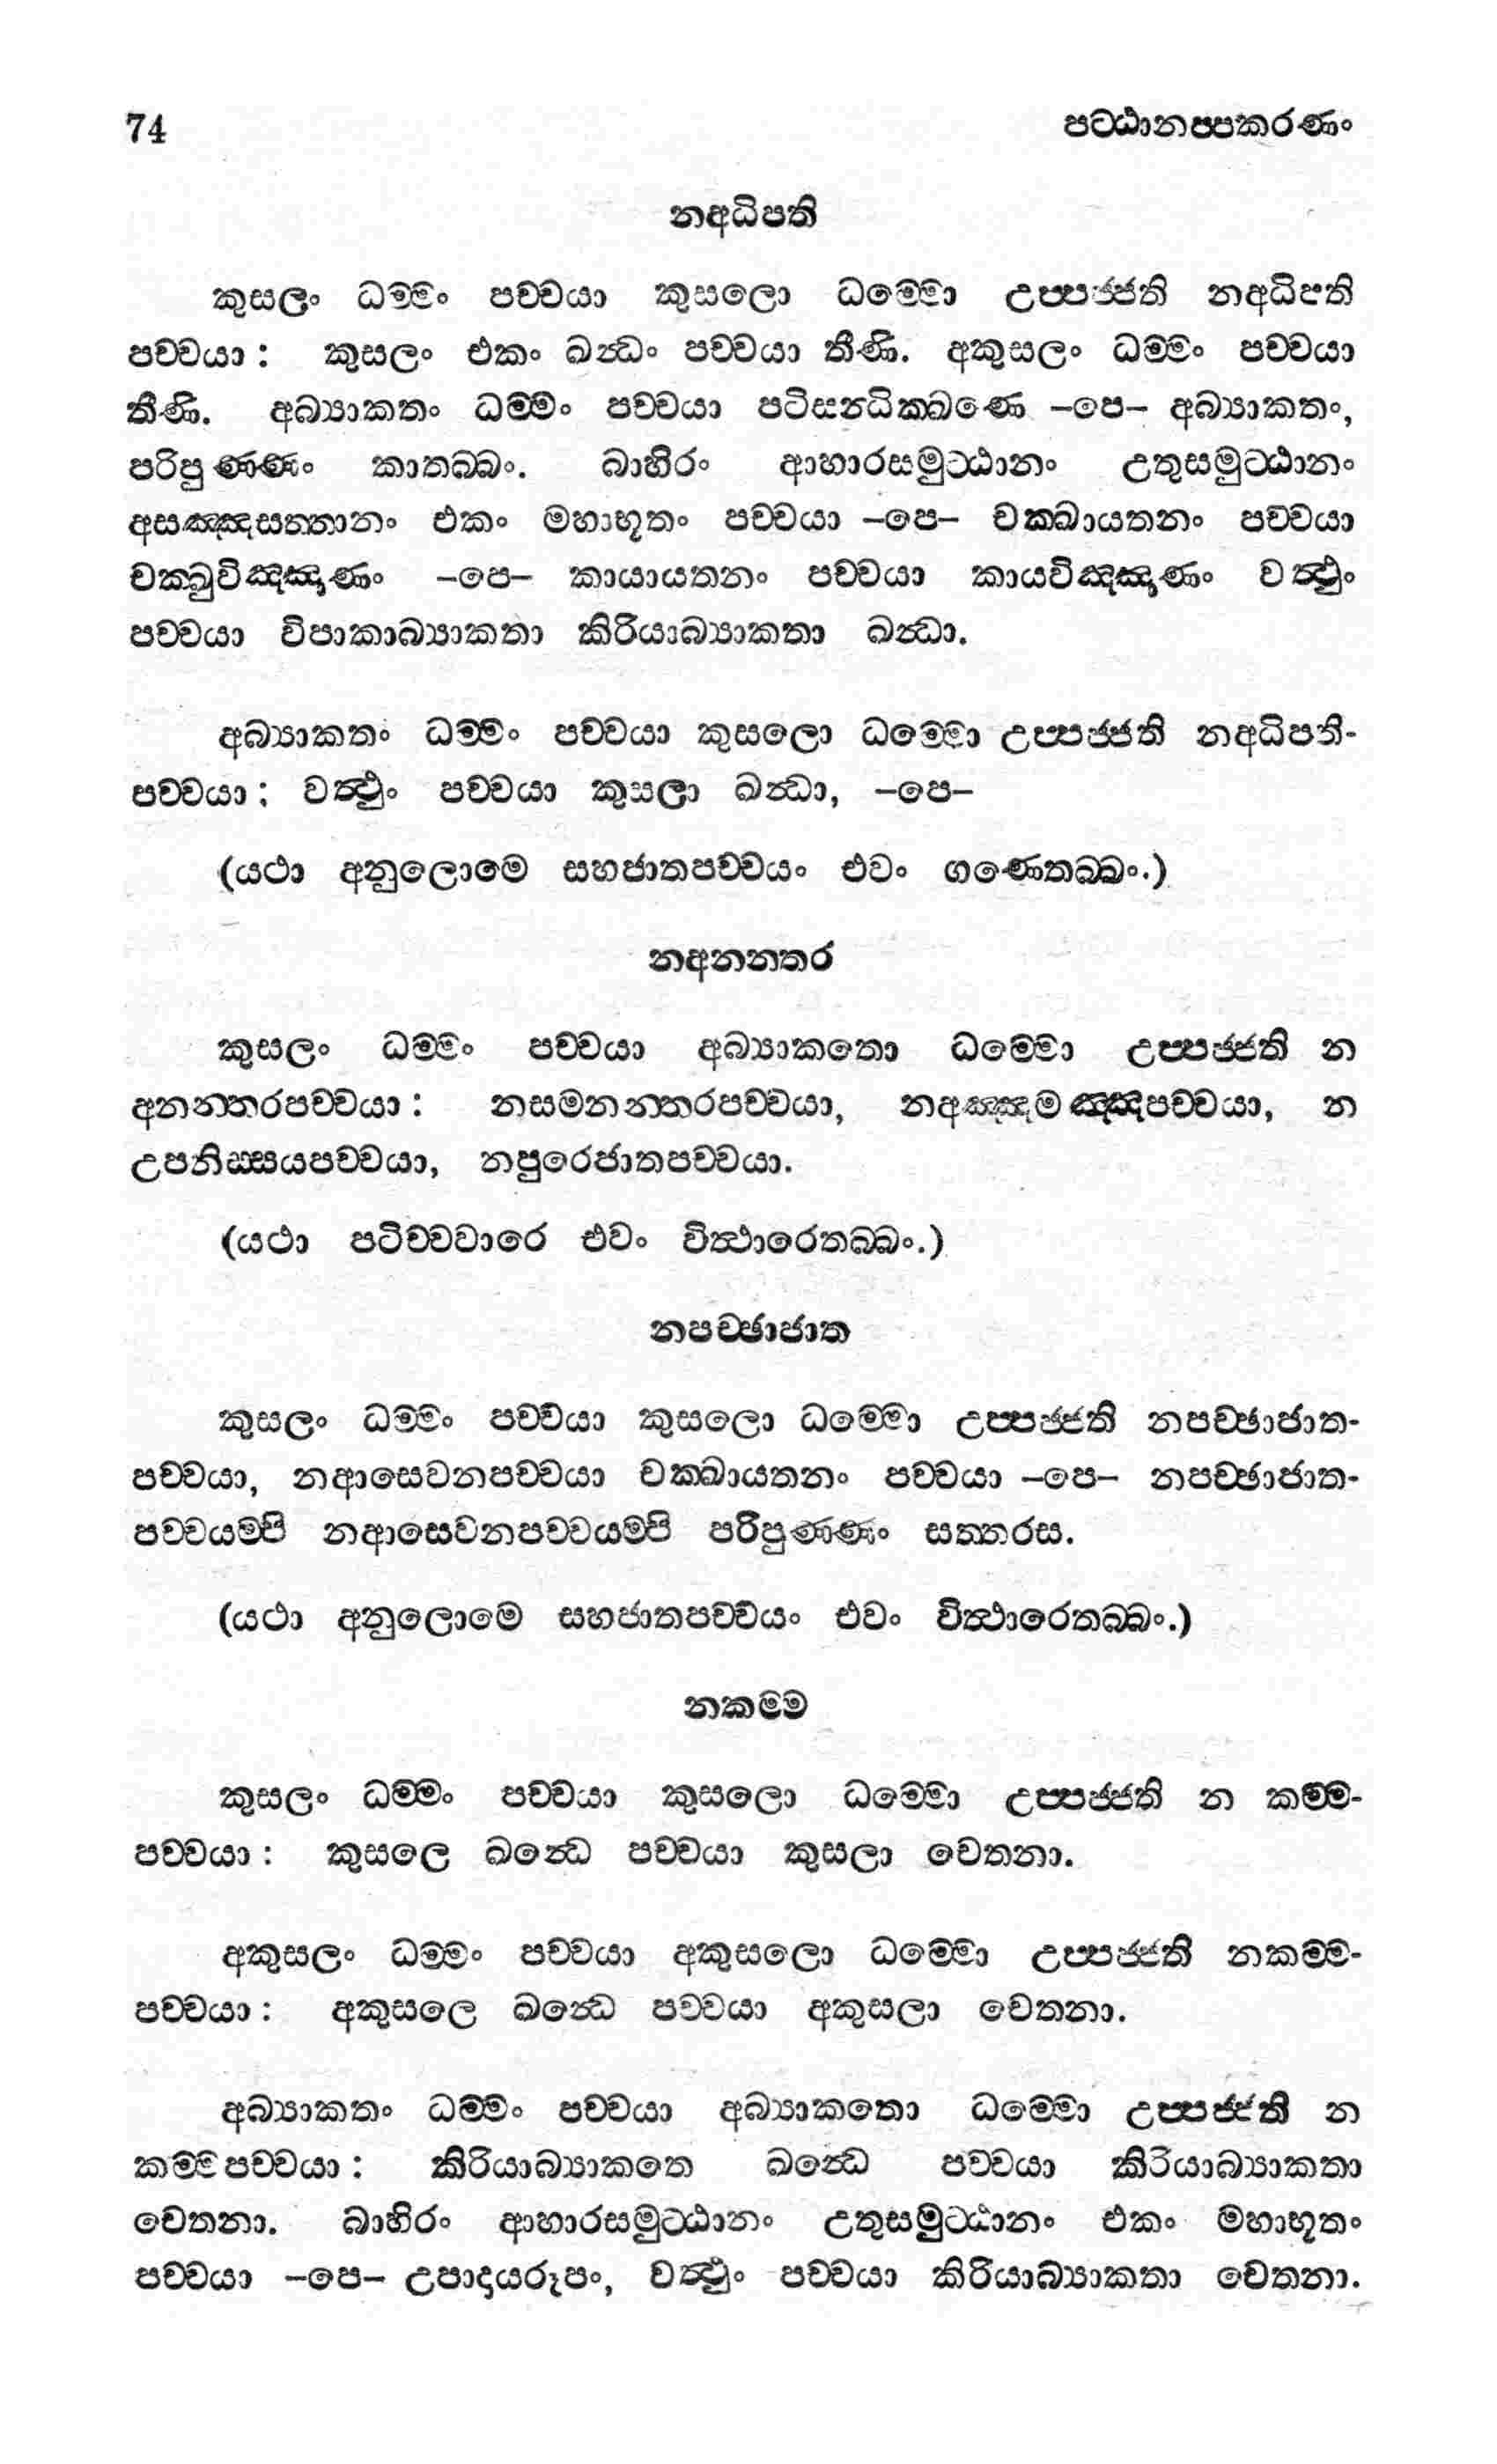 74 පට‍්ඨානප‍්පකරණං
නඅධිපති
කුසලං ධම‍්මං පච‍්චයා කුසලො ධම‍්මො උප‍්පජ‍්ජති නඅධිපති
පච‍්චයා : කුසලං එකං ඛන්‍ධං පච‍්චයා තීණි. අකුසලං ධම‍්මං පච‍්චයා
තීණි. අබ්‍යාකතං ධම‍්මං පච‍්චයා පටිසන්‍ධික‍්ඛණෙ –පෙ– අබ්‍යාකතං,
පරිපුණ‍්ණං කාතබ‍්බං. බාහිරං ආහාරසමුට‍්ඨානං උතුසමුට‍්ඨානං
අසඤ‍්ඤසත‍්තානං එකං මහාභූතං පච‍්චයා –පෙ– චක‍්ඛායතනං පච‍්චයා
චක‍්ඛුවිඤ‍්ඤාණං –පෙ– කායායතනං පච‍්චයා කායවිඤ‍්ඤාණං වත්‍ථුං
පච‍්චයා විපාකාබ්‍යාකතා කිරියාබ්‍යාකතා ඛන්‍ධා.
අබ්‍යාකතං ධම‍්මං පච‍්චයා කුසලො ධම‍්මො උප‍්පජ‍්ජති නඅධිපති-
පච‍්චයා ; වත්‍ථුං පච‍්චයා කුසලා ඛන්‍ධා, –පෙ–
(යථා අනුලොමෙ සහජාතපච‍්චයං එවං ගණෙතබ‍්බං.)
නඅනන‍්තර
කුසලං ධම‍්මං පච‍්චයා අබ්‍යාකතො ධම‍්මො උප‍්පජ‍්ජති න
අනන‍්තරපච‍්චයා : නසමනන‍්තරපච‍්චයා, නඅඤ‍්ඤමඤ‍්ඤපච‍්චයා, න
උපනිස‍්සයපච‍්චයා, නපුරෙජාතපච‍්චයා.
(යථා පටිච‍්චවාරෙ එවං විත්‍ථාරෙතබ‍්බං.)
නපච‍්ඡාජාත
කුසලං ධම‍්මං පච‍්චයා කුසලො ධම‍්මො උප‍්පජ‍්ජති නපච‍්ඡාජාත-
පච‍්චයා, නආසෙවනපච‍්චයා චක‍්ඛායතනං පච‍්චයා –පෙ– නපච‍්ඡාජාත-
පච‍්චයම‍්පි නආසෙවනපච‍්චයම‍්පි පරිපුණ‍්ණං සත‍්තරස.
(යථා අනුලොමෙ සහජාතපච‍්චයං එවං විත්‍ථාරෙතබ‍්බං.)
නකම‍්ම
කුසලං ධම‍්මං පච‍්චයා කුසලො ධම‍්මො උප‍්පජ‍්ජති න කම‍්ම-
පච‍්චයා : කුසලෙ ඛන්‍ධෙ පච‍්චයා කුසලා චෙතනා.
අකුසලං ධම‍්මං පච‍්චයා අකුසලො ධම‍්මො උප‍්පජ‍්ජති නකම‍්ම-
පච‍්චයා : අකුසලෙ ඛන්‍ධෙ පච‍්චයා අකුසලා චෙතනා.
අබ්‍යාකතං ධම‍්මං පච‍්චයා අබ්‍යාකතො ධම‍්මො උප‍්පජ‍්ජති න
කම‍්මපච‍්චයා : කිරියාබ්‍යාකතෙ ඛන්‍ධෙ පච‍්චයා කිරියාබ්‍යාකතා
චෙතනා. බාහිරං ආහාරසමුට‍්ඨානං උතුසමුට‍්ඨානං එකං මහාභූතං
පච‍්චයා –පෙ– උපාදායරූපං, වත්‍ථුං පච‍්චයා කිරියාබ්‍යාකතා චෙතනා.